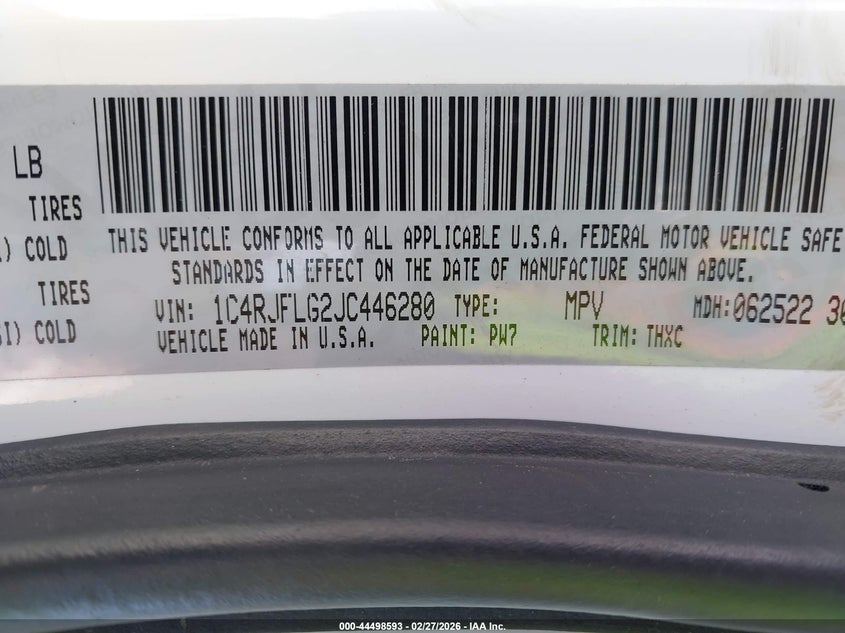 LB
TIRES
) COLD
TIRES
SI) COLD
THIS VEHICLE CONFORMS TO ALL APPLICABLE U.S.A. FEDERAL MOTOR VEHICLE SAFE
STANDARDS IN EFFECT ON THE DATE OF MANUFACTURE SHOWN ABOVE.
VIN: 1C4RJFLG2JC446280 TYPE: MPV MDH:062522 30
VEHICLE MADE IN U.S.A. PAINT: PW7 TRIM: THXC
000-44498593 - 02/27/2026 - IAA Inc.